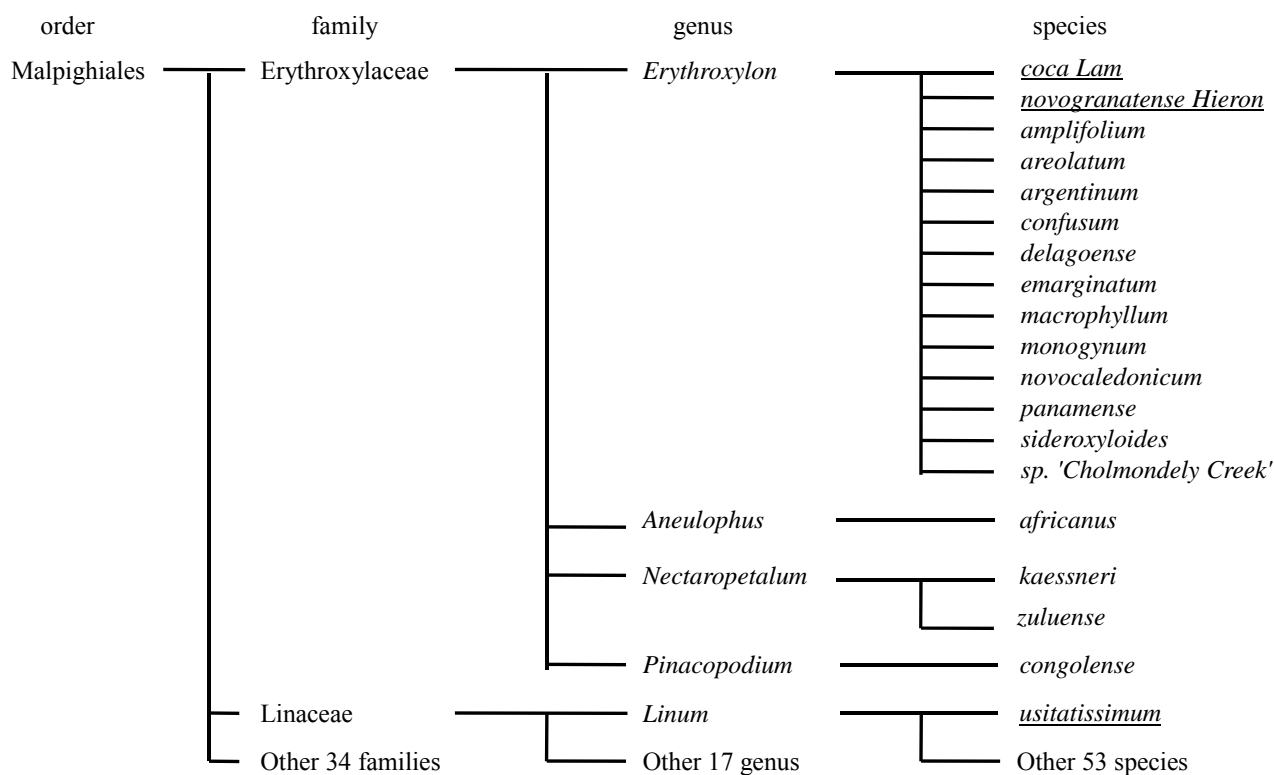 order family genus species
Malpighiales Erythroxylaceae Erythroxylon coca Lam
novogranatense Hieron
amplifolium
areolatum
argentinum
confusum
delagoense
emarginatum
macrophyllum
monogynum
novocaledonicum
panamense
sideroxyloides
sp. 'Cholmondely Creek'
Aneulophus africanus
Nectaropetalum kaessneri
zuluense
Pinacopodium congolense
Linaceae Linum usitatissimum
Other 34 families Other 17 genus Other 53 species